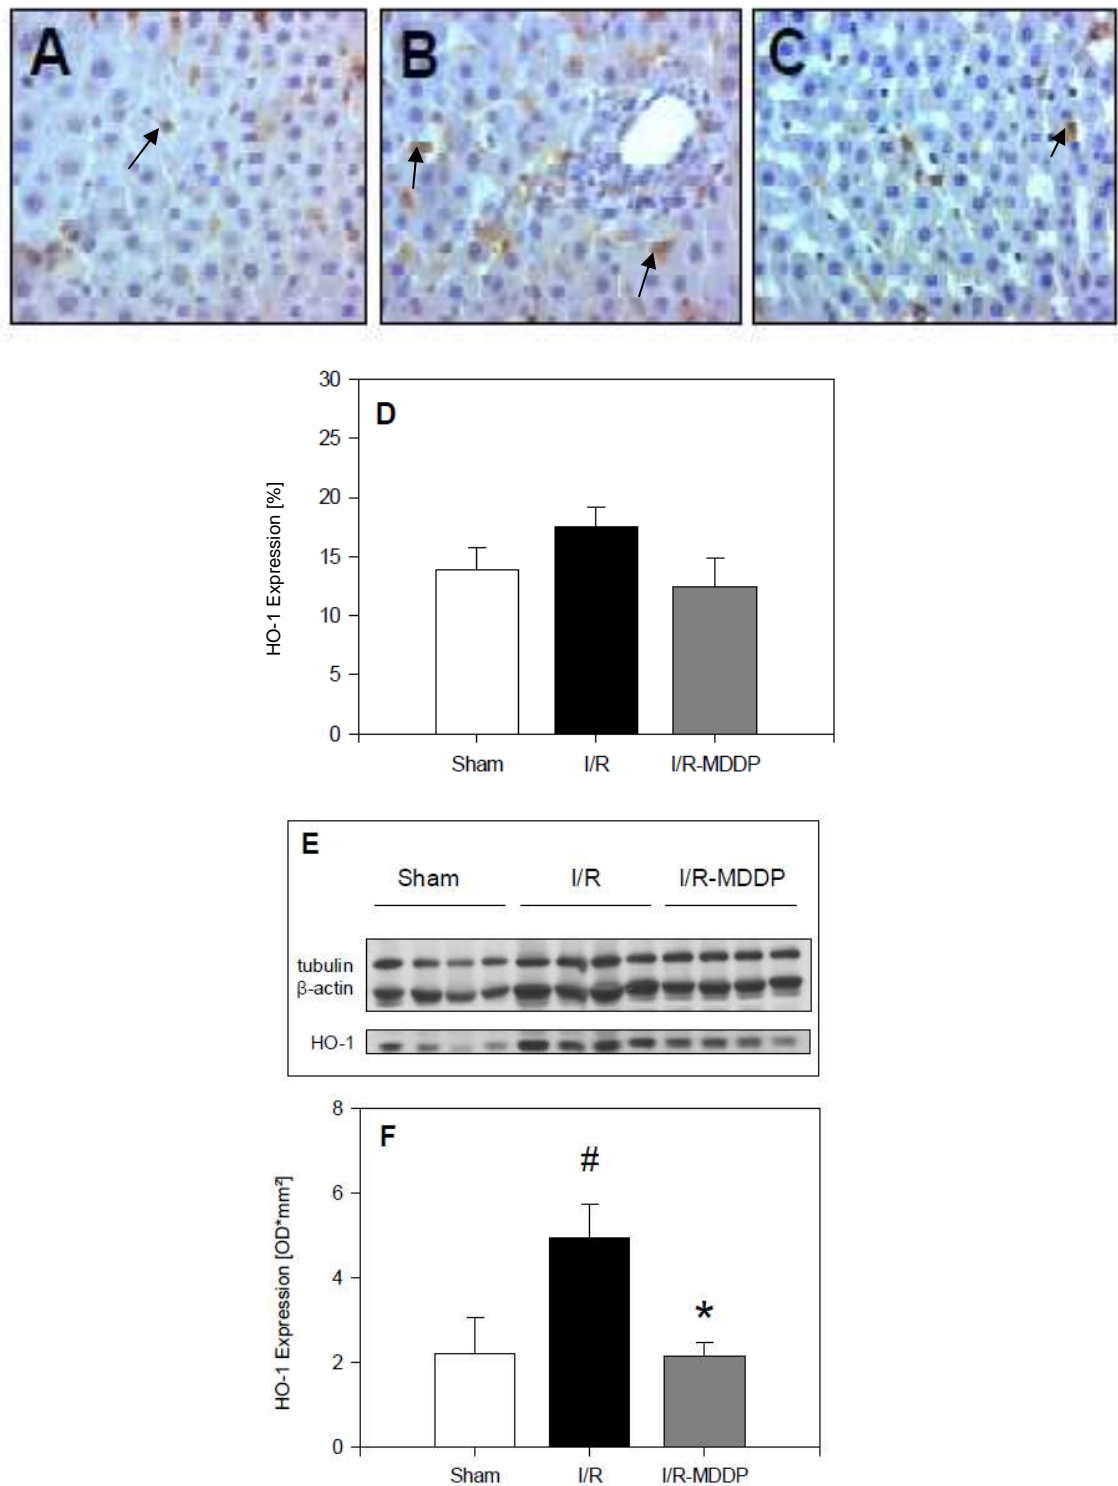 A B C
D
30
25
20
15
10
5
0
HO-1 Expression [%]
Sham I/R I/R-MDDP
E
Sham I/R I/R-MDDP
tubulin
β-actin
HO-1
F
8
6
4
2
0
HO-1 Expression [OD*mm²]
#
*
Sham I/R I/R-MDDP